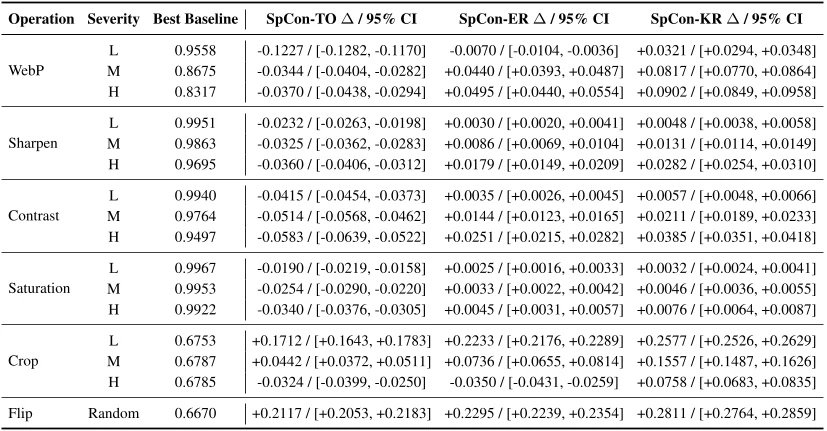 Operation Severity Best Baseline SpCon-TO Δ / 95% CI SpCon-ER Δ / 95% CI SpCon-KR Δ / 95% CI
WebP
L 0.9558 -0.1227 / [-0.1282, -0.1170] -0.0070 / [-0.0104, -0.0036] +0.0321 / [+0.0294, +0.0348]
M 0.8675 -0.0344 / [-0.0404, -0.0282] +0.0440 / [+0.0393, +0.0487] +0.0817 / [+0.0770, +0.0864]
H 0.8317 -0.0370 / [-0.0438, -0.0294] +0.0495 / [+0.0440, +0.0554] +0.0902 / [+0.0849, +0.0958]
Sharpen
L 0.9951 -0.0232 / [-0.0263, -0.0198] +0.0030 / [+0.0020, +0.0041] +0.0048 / [+0.0038, +0.0058]
M 0.9863 -0.0325 / [-0.0362, -0.0283] +0.0086 / [+0.0069, +0.0104] +0.0131 / [+0.0114, +0.0149]
H 0.9695 -0.0360 / [-0.0406, -0.0312] +0.0179 / [+0.0149, +0.0209] +0.0282 / [+0.0254, +0.0310]
Contrast
L 0.9940 -0.0415 / [-0.0454, -0.0373] +0.0035 / [+0.0026, +0.0045] +0.0057 / [+0.0048, +0.0066]
M 0.9764 -0.0514 / [-0.0568, -0.0462] +0.0144 / [+0.0123, +0.0165] +0.0211 / [+0.0189, +0.0233]
H 0.9497 -0.0583 / [-0.0639, -0.0522] +0.0251 / [+0.0215, +0.0282] +0.0385 / [+0.0351, +0.0418]
Saturation
L 0.9967 -0.0190 / [-0.0219, -0.0158] +0.0025 / [+0.0016, +0.0033] +0.0032 / [+0.0024, +0.0041]
M 0.9953 -0.0254 / [-0.0290, -0.0220] +0.0033 / [+0.0022, +0.0042] +0.0046 / [+0.0036, +0.0055]
H 0.9922 -0.0340 / [-0.0376, -0.0305] +0.0045 / [+0.0031, +0.0057] +0.0076 / [+0.0064, +0.0087]
Crop
L 0.6753 +0.1712 / [+0.1643, +0.1783] +0.2233 / [+0.2176, +0.2289] +0.2577 / [+0.2526, +0.2629]
M 0.6787 +0.0442 / [+0.0372, +0.0511] +0.0736 / [+0.0655, +0.0814] +0.1557 / [+0.1487, +0.1626]
H 0.6785 -0.0324 / [-0.0399, -0.0250] -0.0350 / [-0.0431, -0.0259] +0.0758 / [+0.0683, +0.0835]
Flip Random 0.6670 +0.2117 / [+0.2053, +0.2183] +0.2295 / [+0.2239, +0.2354] +0.2811 / [+0.2764, +0.2859]